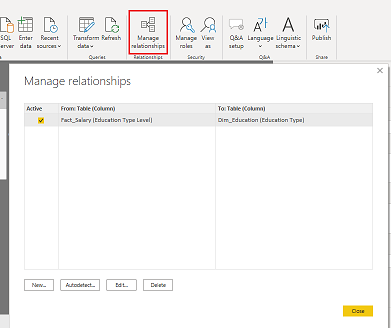 SQL Enter Recent Transform Refresh Manage Manage View Q&A Language Linguistic Publish
data sources data relationships roles as setup schema
Queries Relationships Security Q&A Share
Manage relationships
Active From: Table (Column) To: Table (Column)
Fact_Salary (Education Type Level) Dim_Education (Education Type)
New... Autodetect... Edit... Delete
Close